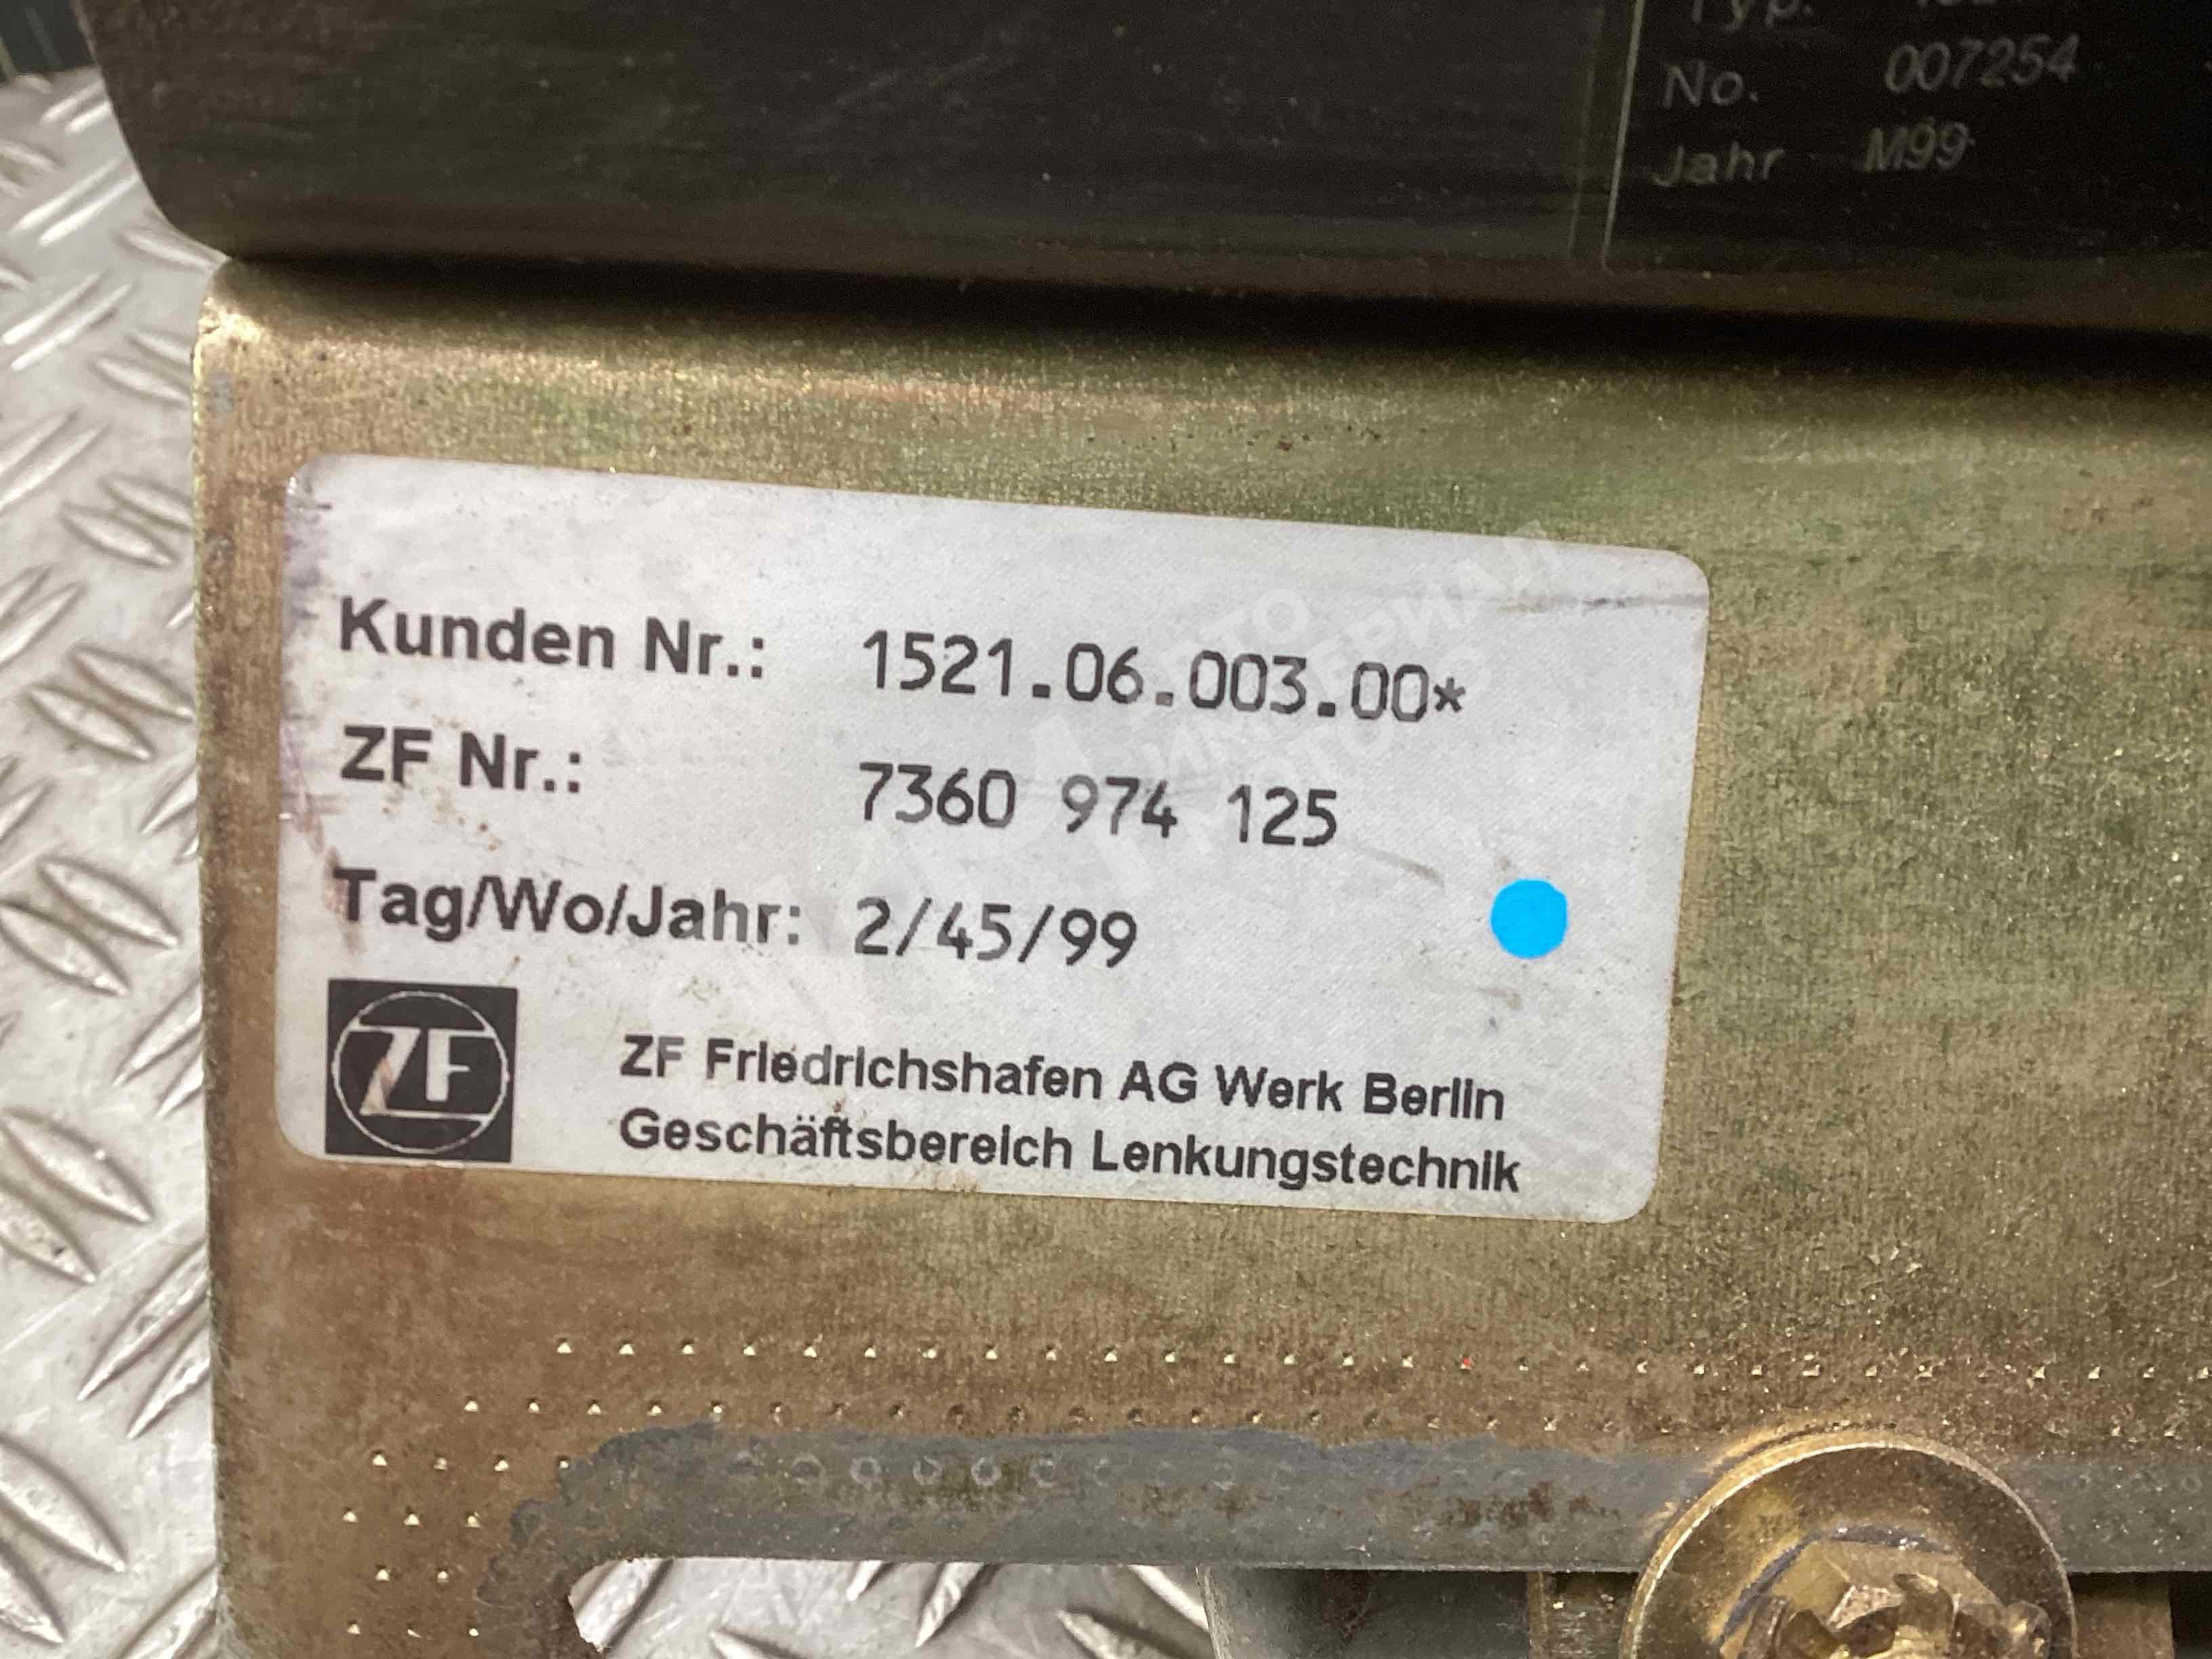 Typ.
No. 007254
Jahr M99
Kunden Nr.: 1521.06.003.00*
ZF Nr.: 7360 974 125
Tag/Wo/Jahr: 2/45/99
ZF
ZF Friedrichshafen AG Werk Berlin
Geschäftsbereich Lenkungstechnik